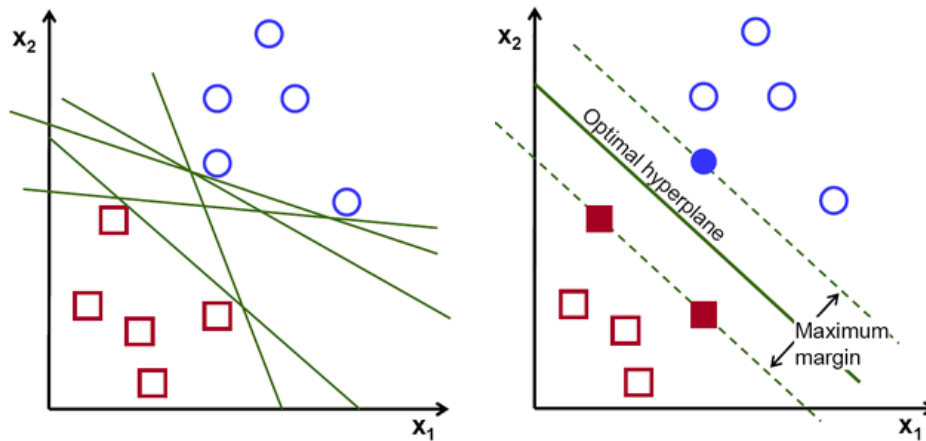 x₂
x₁
x₂
Optimal hyperplane
Maximum
margin
x₁